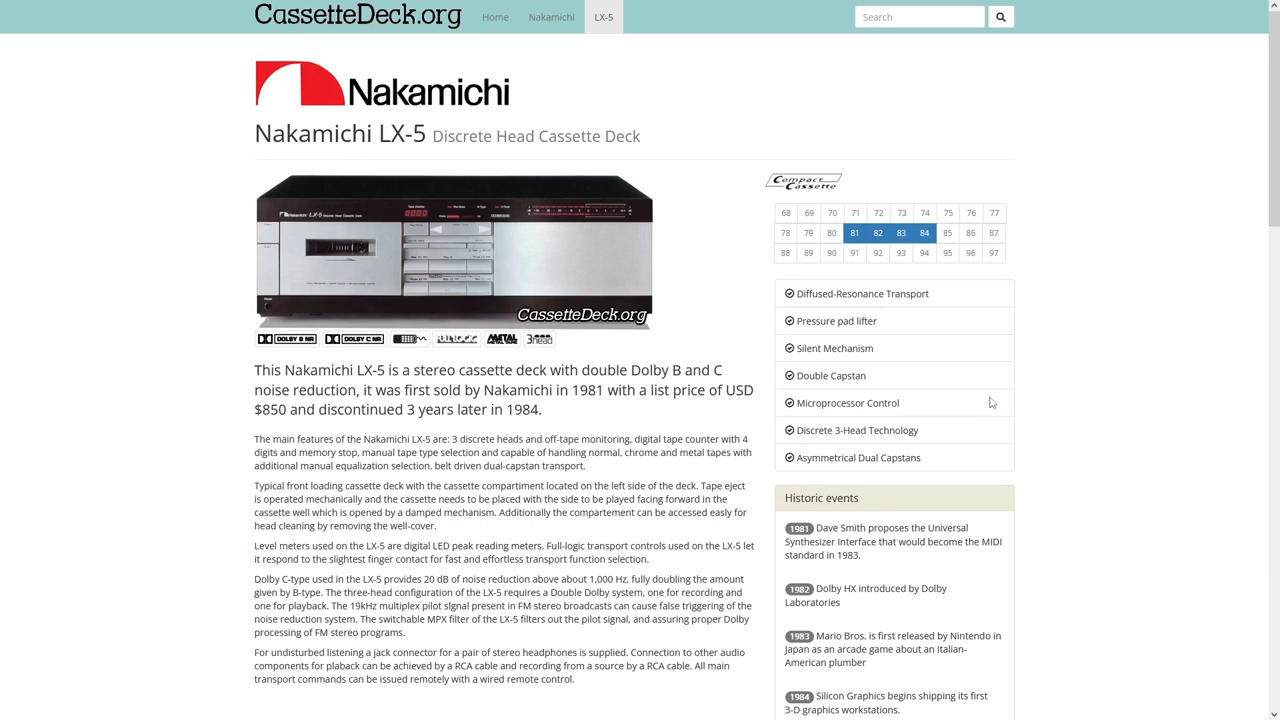 CassetteDeck.org
Home
Nakamichi
LX-5
Search
Nakamichi
Nakamichi LX-5 Discrete Head Cassette Deck
Compact
Cassette
68 69 70 71 72 73 74 75 76 77
78 79 80 81 82 83 84 85 86 87
88 89 90 91 92 93 94 95 96 97
Nakamichi LX-5
CassetteDeck.org
DOLBY B NR
DOLBY C NR
FULL LOGIC
METAL
3head
This Nakamichi LX-5 is a stereo cassette deck with double Dolby B and C
noise reduction, it was first sold by Nakamichi in 1981 with a list price of USD
$850 and discontinued 3 years later in 1984.
The main features of the Nakamichi LX-5 are: 3 discrete heads and off-tape monitoring, digital tape counter with 4
digits and memory stop, manual tape type selection and capable of handling normal, chrome and metal tapes with
additional manual equalization selection, belt driven dual-capstan transport.
Typical front loading cassette deck with the cassette compartiment located on the left side of the deck. Tape eject
is operated mechanically and the cassette needs to be placed with the side to be played facing forward in the
cassette well which is opened by a damped mechanism. Additionally the compartement can be accessed easly for
head cleaning by removing the well-cover.
Level meters used on the LX-5 are digital LED peak reading meters. Full-logic transport controls used on the LX-5 let
it respond to the slightest finger contact for fast and effortless transport function selection.
Dolby C-type used in the LX-5 provides 20 dB of noise reduction above about 1,000 Hz, fully doubling the amount
given by B-type. The three-head configuration of the LX-5 requires a Double Dolby system, one for recording and
one for playback. The 19kHz multiplex pilot signal present in FM stereo broadcasts can cause false triggering of the
noise reduction system. The switchable MPX filter of the LX-5 filters out the pilot signal, and assuring proper Dolby
processing of FM stereo programs.
For undisturbed listening a jack connector for a pair of stereo headphones is supplied. Connection to other audio
components for plaback can be achieved by a RCA cable and recording from a source by a RCA cable. All main
transport commands can be issued remotely with a wired remote control.
Diffused-Resonance Transport
Pressure pad lifter
Silent Mechanism
Double Capstan
Microprocessor Control
Discrete 3-Head Technology
Asymmetrical Dual Capstans
Historic events
1981 Dave Smith proposes the Universal
Synthesizer Interface that would become the MIDI
standard in 1983.
1982 Dolby HX introduced by Dolby
Laboratories
1983 Mario Bros. is first released by Nintendo in
Japan as an arcade game about an Italian-
American plumber
1984 Silicon Graphics begins shipping its first
3-D graphics workstations.